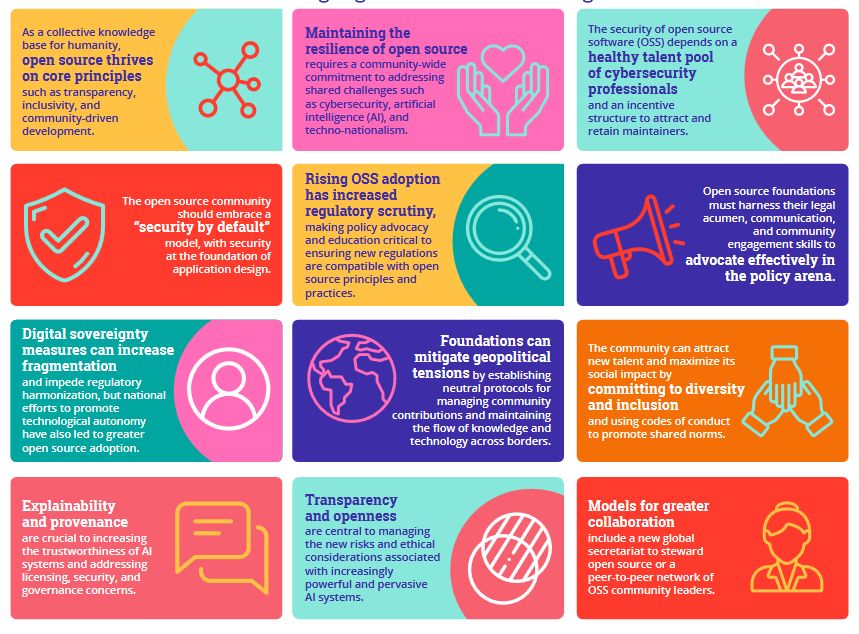 As a collective knowledge
base for humanity,
open source thrives
on core principles
such as transparency,
inclusivity, and
community-driven
development.
Maintaining the
resilience of open source
requires a community-wide
commitment to addressing
shared challenges such
as cybersecurity, artificial
intelligence (AI), and
techno-nationalism.
The security of open source
software (OSS) depends on a
healthy talent pool
of cybersecurity
professionals
and an incentive
structure to attract and
retain maintainers.
The open source community
should embrace a
“security by default”
model, with security
at the foundation of
application design.
Rising OSS adoption
has increased
regulatory scrutiny,
making policy advocacy
and education critical to
ensuring new regulations
are compatible with open
source principles and
practices.
Open source foundations
must harness their legal
acumen, communication,
and community
engagement skills to
advocate effectively in
the policy arena.
Digital sovereignty
measures can increase
fragmentation
and impede regulatory
harmonization, but national
efforts to promote
technological autonomy
have also led to greater
open source adoption.
Foundations can
mitigate geopolitical
tensions by establishing
neutral protocols for
managing community
contributions and maintaining
the flow of knowledge and
technology across borders.
The community can attract
new talent and maximize its
social impact by
committing to diversity
and inclusion
and using codes of conduct
to promote shared norms.
Explainability
and provenance
are crucial to increasing
the trustworthiness of AI
systems and addressing
licensing, security, and
governance concerns.
Transparency
and openness
are central to managing
the new risks and ethical
considerations associated
with increasingly
powerful and pervasive
AI systems.
Models for greater
collaboration
include a new global
secretariat to steward
open source or a
peer-to-peer network of
OSS community leaders.